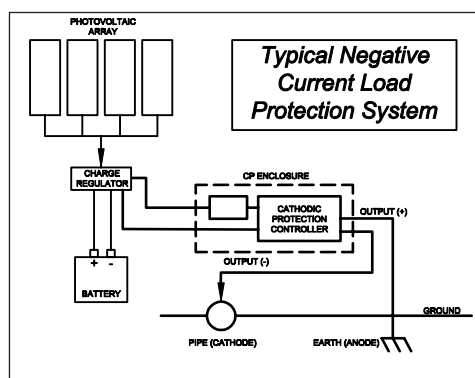 PHOTOVOLTAIC
ARRAY
Typical Negative
Current Load
Protection System
CHARGE
REGULATOR
CP ENCLOSURE
CATHODIC
PROTECTION
CONTROLLER
OUTPUT (+)
OUTPUT (-)
+ -
BATTERY
GROUND
PIPE (CATHODE)
EARTH (ANODE)